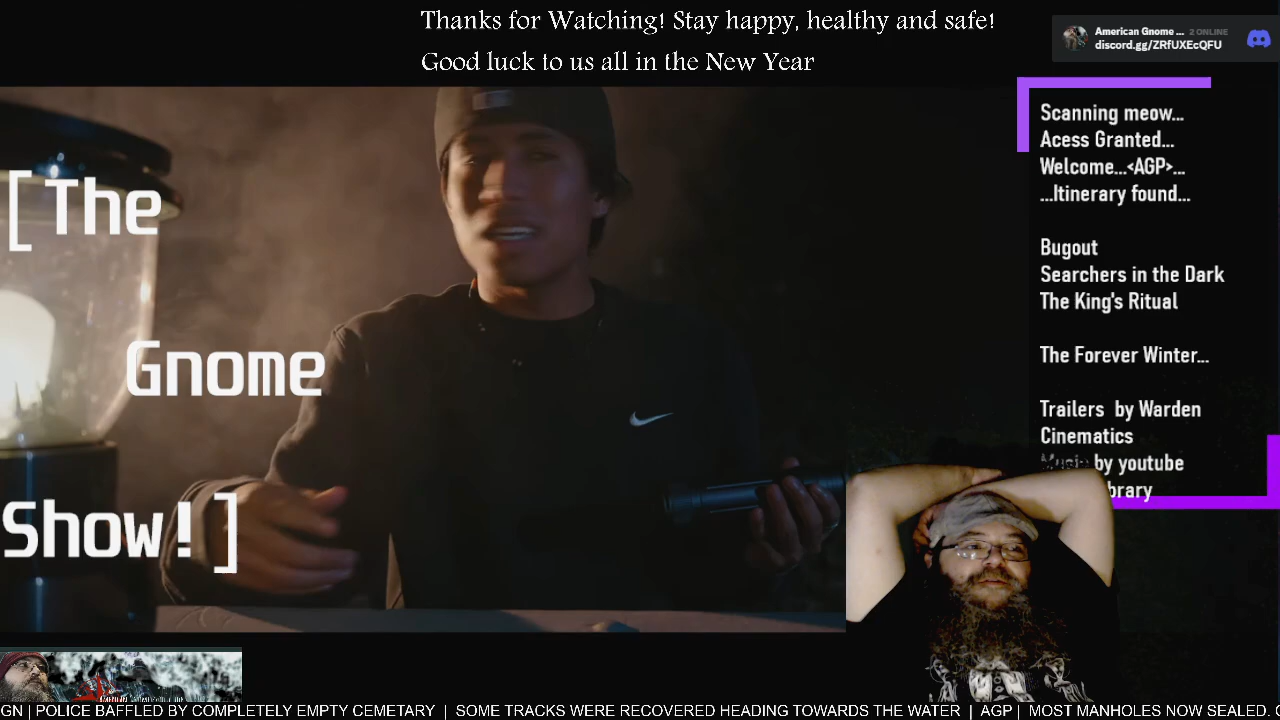 Thanks for Watching! Stay happy, healthy and safe!
Good luck to us all in the New Year
American Gnome ... 2 ONLINE
discord.gg/ZRfUXEcQFU
Scanning meow...
Acess Granted...
Welcome...<AGP>...
...Itinerary found...
Bugout
Searchers in the Dark
The King's Ritual
The Forever Winter...
Trailers by Warden
Cinematics
Music by youtube
brary
[The
Gnome
Show!]
GN | POLICE BAFFLED BY COMPLETELY EMPTY CEMETARY | SOME TRACKS WERE RECOVERED HEADING TOWARDS THE WATER | AGP | MOST MANHOLES NOW SEALED.